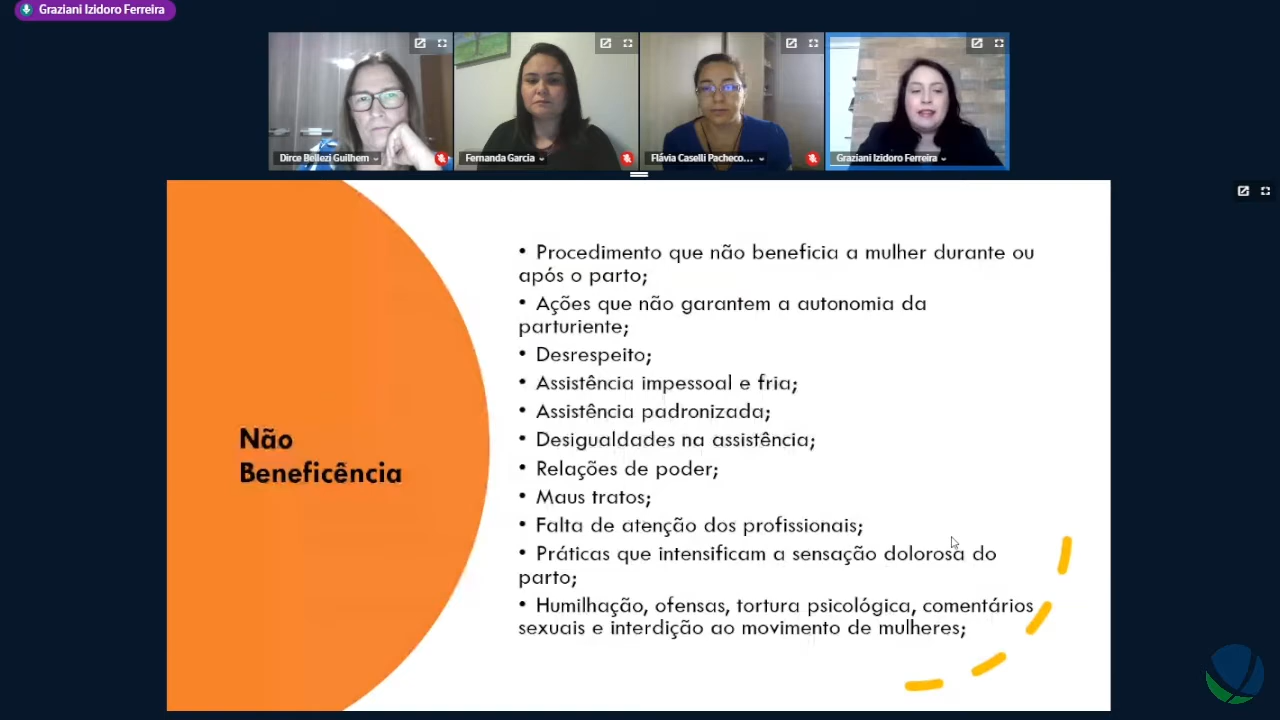 Graziani Izidoro Ferreira
Dirce Bellezi Guilhem
Fernanda Garcia
Flávia Caselli Pacheco...
Graziani Izidoro Ferreira
Não
Beneficência
• Procedimento que não beneficia a mulher durante ou
após o parto;
• Ações que não garantem a autonomia da
parturiente;
• Desrespeito;
• Assistência impessoal e fria;
• Assistência padronizada;
• Desigualdades na assistência;
• Relações de poder;
• Maus tratos;
• Falta de atenção dos profissionais;
• Práticas que intensificam a sensação dolorosa do
parto;
• Humilhação, ofensas, tortura psicológica, comentários
sexuais e interdição ao movimento de mulheres;